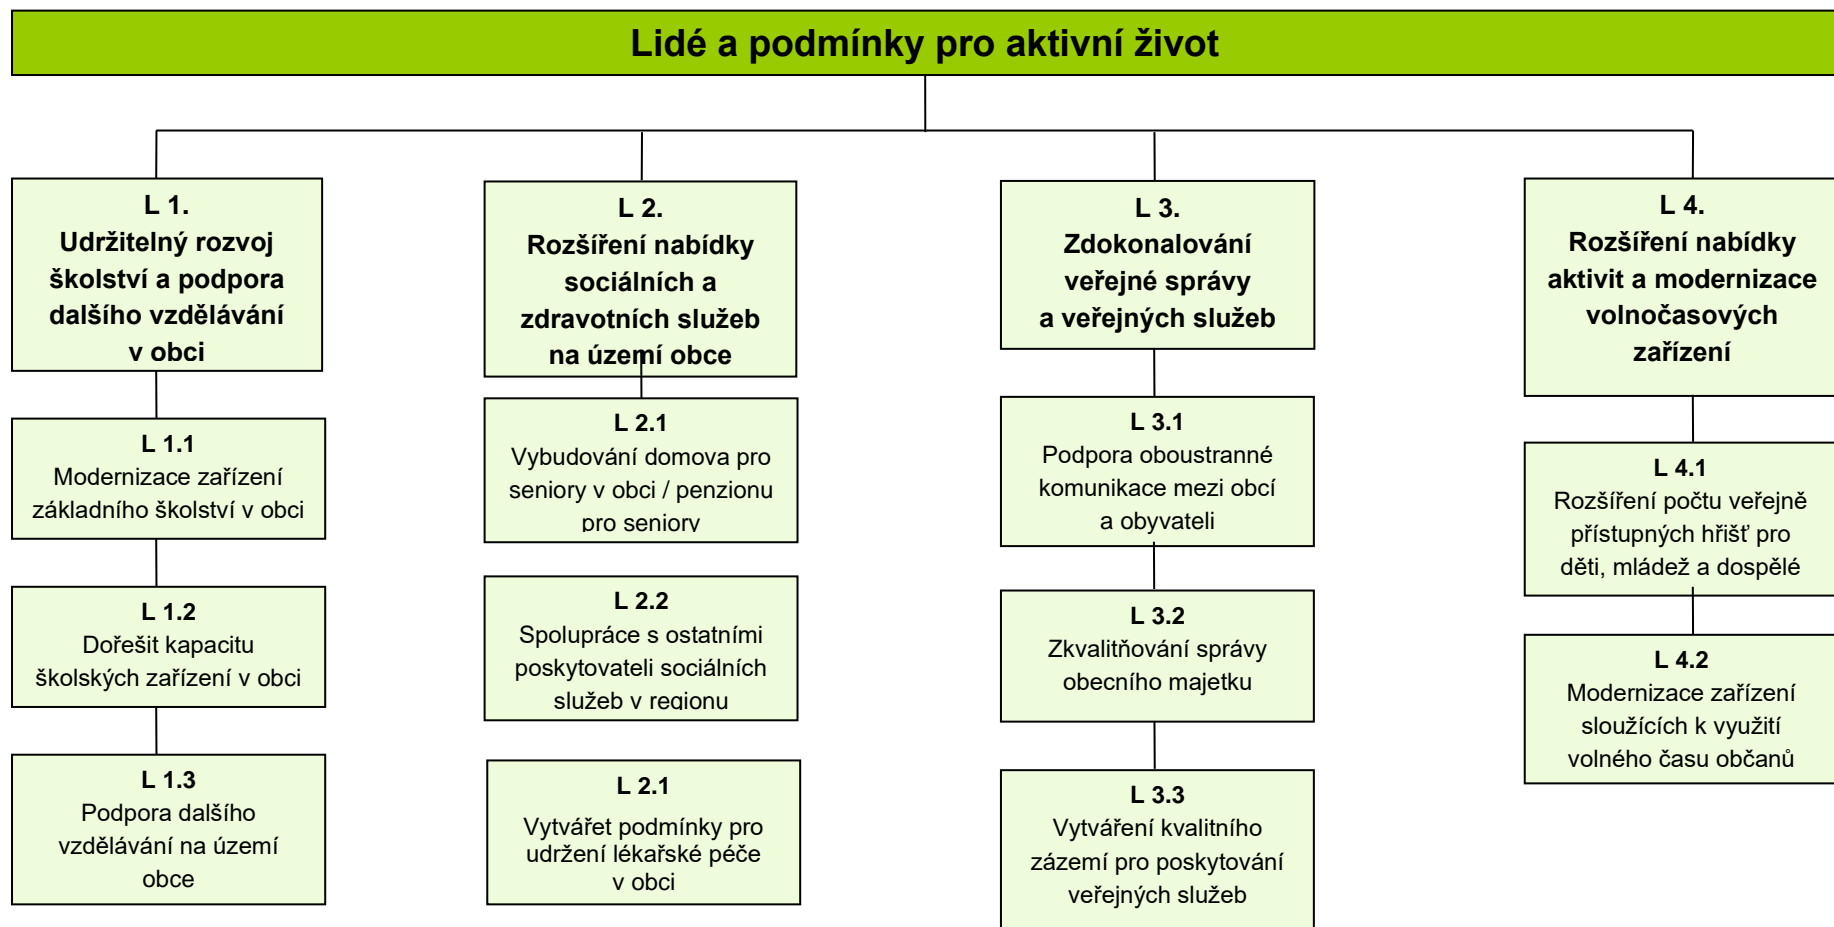 Lidé a podmínky pro aktivní život
L 1.
Udržitelný rozvoj
školství a podpora
dalšího vzdělávání
v obci
L 1.1
Modernizace zařízení
základního školství v obci
L 1.2
Dořešit kapacitu
školských zařízení v obci
L 1.3
Podpora dalšího
vzdělávání na území
obce
L 2.
Rozšíření nabídky
sociálních a
zdravotních služeb
na území obce
L 2.1
Vybudování domova pro
seniory v obci / penzionu
pro seniory
L 2.2
Spolupráce s ostatními
poskytovateli sociálních
služeb v regionu
L 2.1
Vytvářet podmínky pro
udržení lékařské péče
v obci
L 3.
Zdokonalování
veřejné správy
a veřejných služeb
L 3.1
Podpora oboustranné
komunikace mezi obcí
a obyvateli
L 3.2
Zkvalitňování správy
obecního majetku
L 3.3
Vytváření kvalitního
zázemí pro poskytování
veřejných služeb
L 4.
Rozšíření nabídky
aktivit a modernizace
volnočasových
zařízení
L 4.1
Rozšíření počtu veřejně
přístupných hřišť pro
děti, mládež a dospělé
L 4.2
Modernizace zařízení
sloužících k využití
volného času občanů